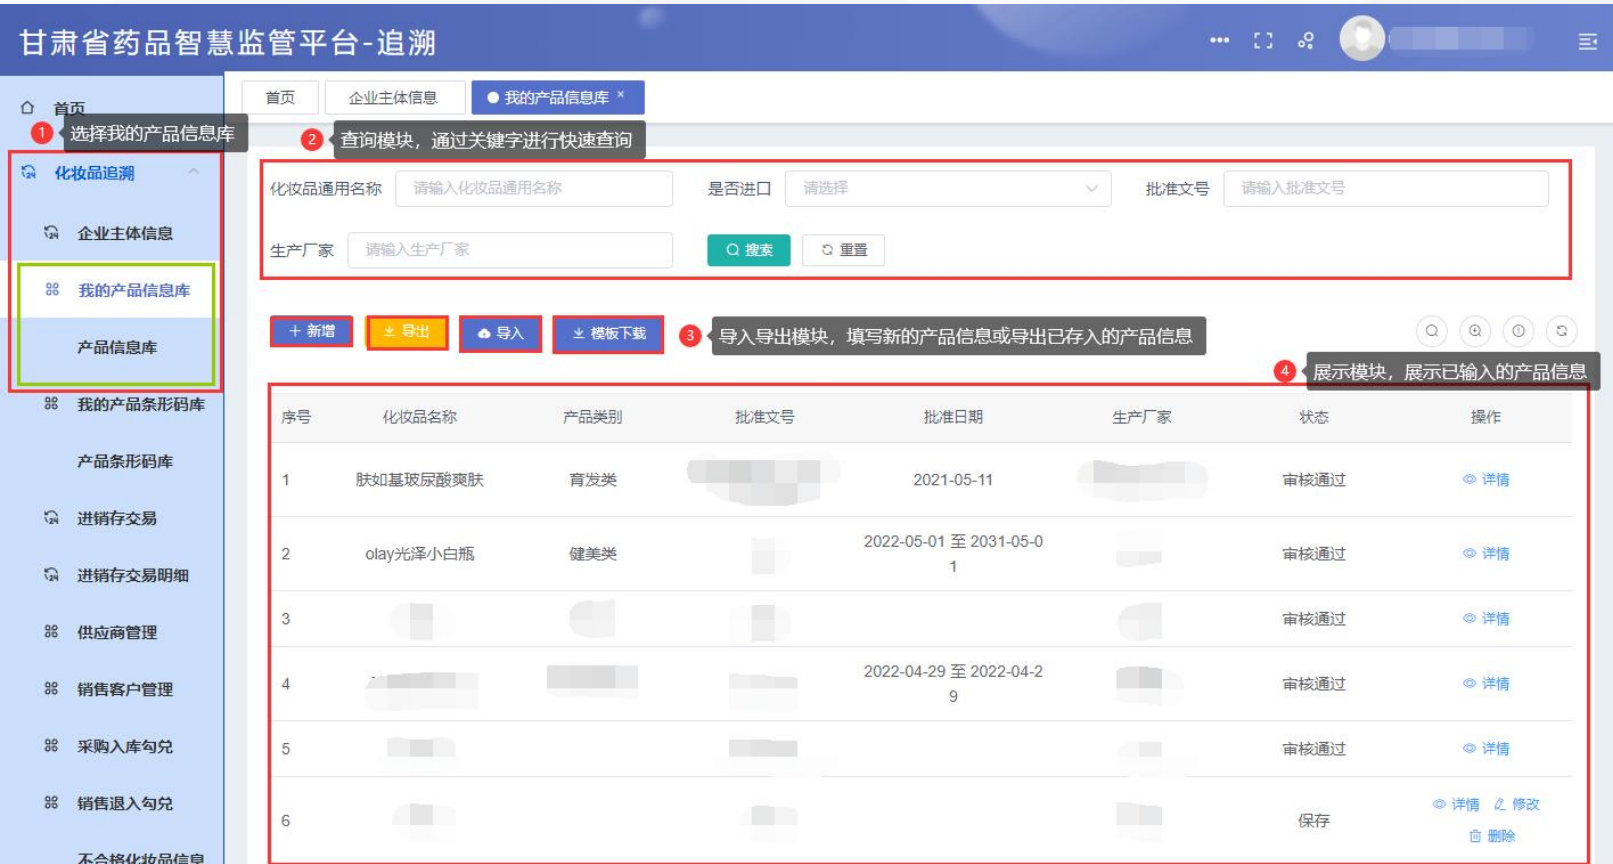 甘肃省药品智慧监管平台-追溯
首页
1 选择我的产品信息库
化妆品追溯
企业主体信息
我的产品信息库
产品信息库
我的产品条形码库
产品条形码库
进销存交易
进销存交易明细
供应商管理
销售客户管理
采购入库勾兑
销售退入勾兑
不合格化妆品信息
首页 企业主体信息 我的产品信息库 ×
2 查询模块，通过关键字进行快速查询
化妆品通用名称 请输入化妆品通用名称 是否进口 请选择 批准文号 请输入批准文号
生产厂家 请输入生产厂家 搜索 重置
+ 新增 导出 导入 模板下载 3 导入导出模块，填写新的产品信息或导出已存入的产品信息
4 展示模块，展示已输入的产品信息
序号 化妆品名称 产品类别 批准文号 批准日期 生产厂家 状态 操作
1 肤如基玻尿酸爽肤 育发类 2021-05-11 审核通过 详情
2 olay光泽小白瓶 健美类 2022-05-01 至 2031-05-0
1 审核通过 详情
3 审核通过 详情
4 2022-04-29 至 2022-04-2
9 审核通过 详情
5 审核通过 详情
6 保存 详情 修改
删除